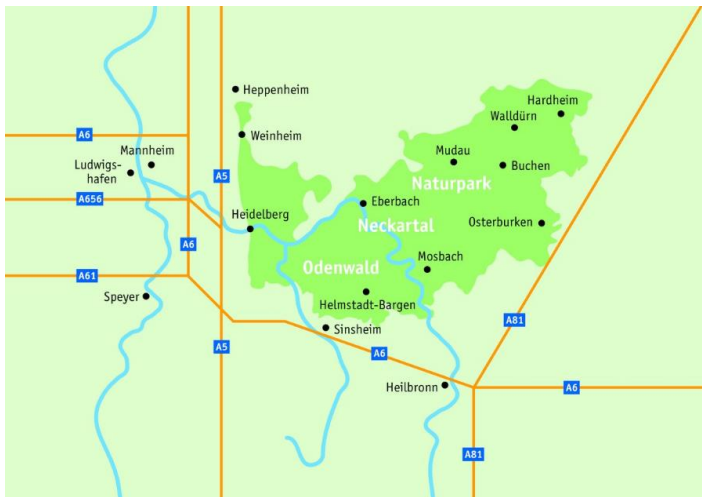 Heppenheim
Hardheim
Walldürn
A6
Weinheim
Mannheim
Mudau
Buchen
Ludwigs-
hafen
A5
Naturpark
A656
Eberbach
Heidelberg
Neckartal
Osterburken
A6
Mosbach
Odenwald
A61
Speyer
Helmstadt-Bargen
A81
Sinsheim
A5
A6
Heilbronn
A6
A81